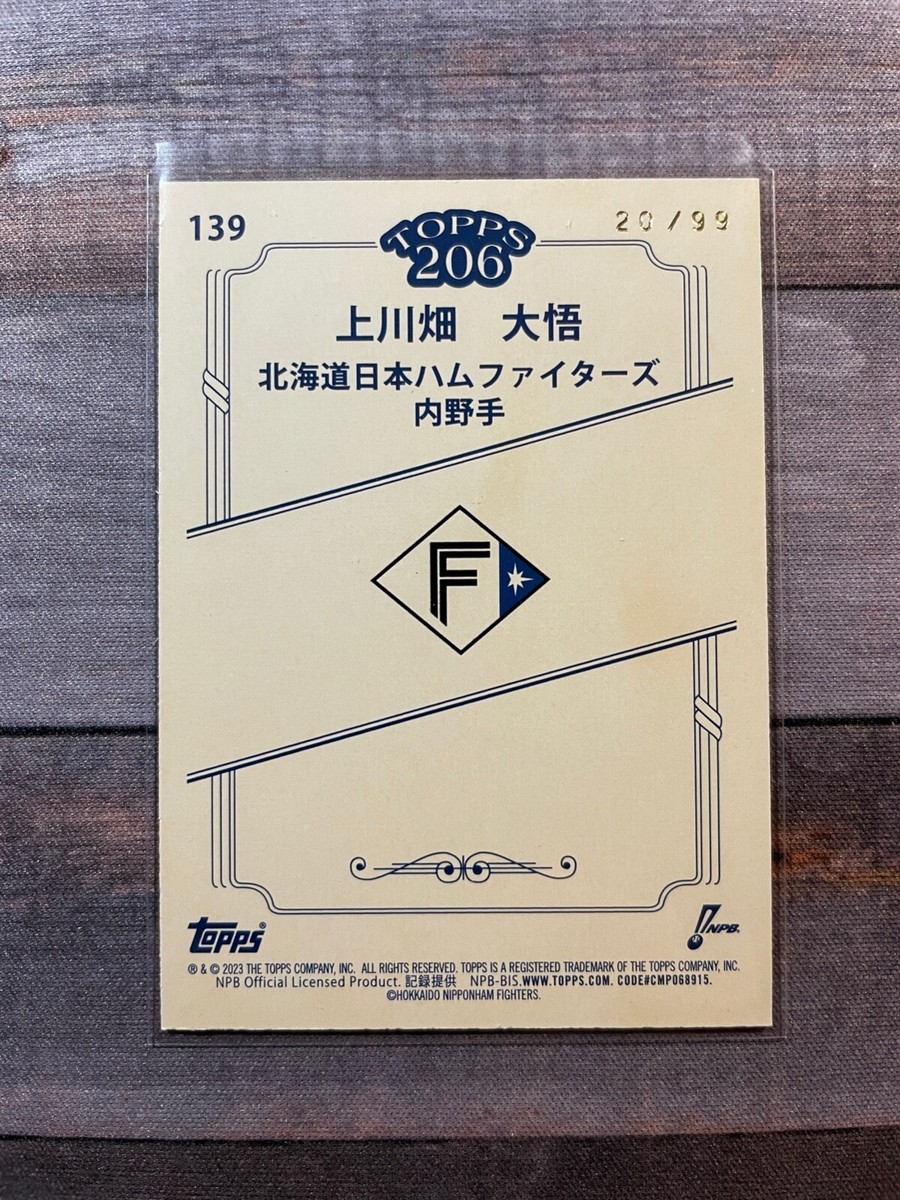 139
20/99
TOPPS
206
上川畑　大悟
北海道日本ハムファイターズ
内野手
F
topps®
NPB.
® & © 2023 THE TOPPS COMPANY, INC. ALL RIGHTS RESERVED. TOPPS IS A REGISTERED TRADEMARK OF THE TOPPS COMPANY, INC.
NPB Official Licensed Product. 記録提供 NPB-BIS.WWW.TOPPS.COM. CODE#CMP068915.
©HOKKAIDO NIPPONHAM FIGHTERS.